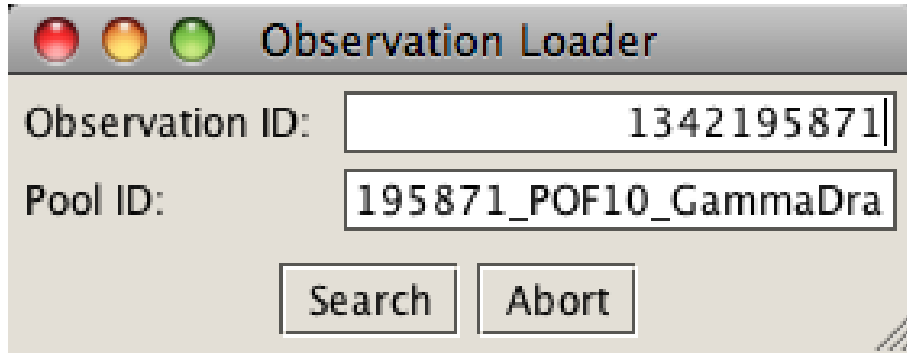 Observation Loader
Observation ID: 1342195871
Pool ID: 195871_POF10_GammaDra
Search Abort